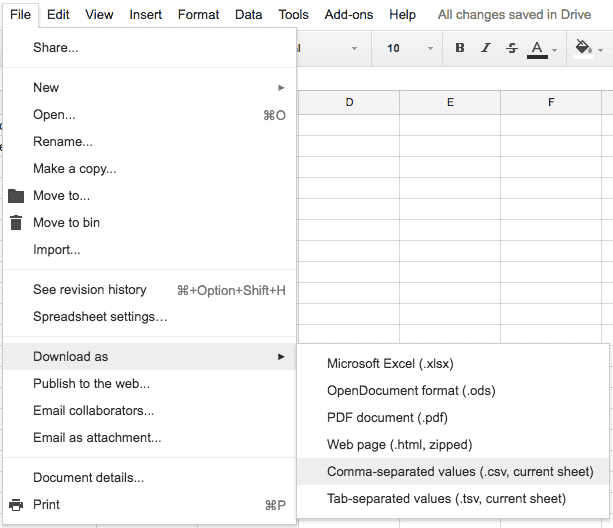 File Edit View Insert Format Data Tools Add-ons Help All changes saved in Drive
10 B I S A
Share...
New
D E F
Open... ⌘O
Rename...
Make a copy...
Move to...
Move to bin
Import...
See revision history ⌘+Option+Shift+H
Spreadsheet settings...
Download as
Publish to the web...
Email collaborators...
Email as attachment...
Document details...
Print ⌘P
Microsoft Excel (.xlsx)
OpenDocument format (.ods)
PDF document (.pdf)
Web page (.html, zipped)
Comma-separated values (.csv, current sheet)
Tab-separated values (.tsv, current sheet)